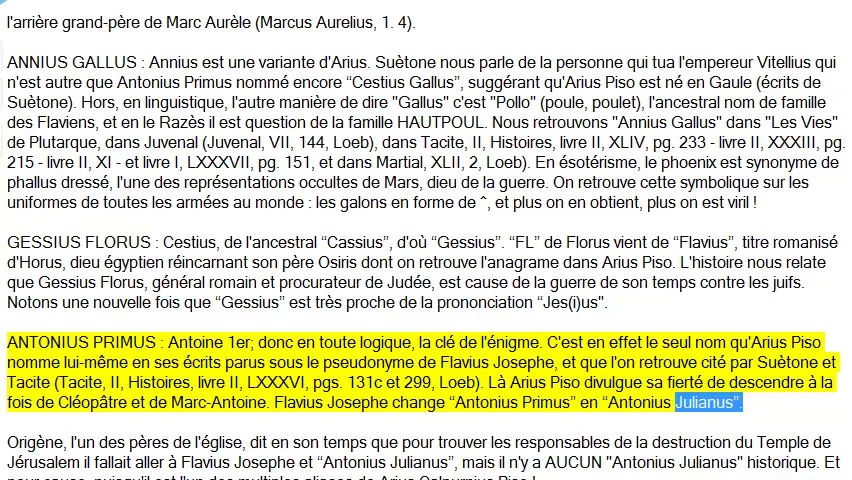 l'arrière grand-père de Marc Aurèle (Marcus Aurelius, 1. 4).
ANNIUS GALLUS : Annius est une variante d'Arius. Suètone nous parle de la personne qui tua l'empereur Vitellius qui
n'est autre que Antonius Primus nommé encore “Cestius Gallus”, suggérant qu'Arius Piso est né en Gaule (écrits de
Suètone). Hors, en linguistique, l'autre manière de dire "Gallus" c'est "Pollo" (poule, poulet), l'ancestral nom de famille
des Flaviens, et en le Razès il est question de la famille HAUTPOUL. Nous retrouvons "Annius Gallus" dans "Les Vies"
de Plutarque, dans Juvenal (Juvenal, VII, 144, Loeb), dans Tacite, II, Histoires, livre II, XLIV, pg. 233 - livre II, XXXIII, pg.
215 - livre II, XI - et livre I, LXXXVII, pg. 151, et dans Martial, XLII, 2, Loeb). En ésotérisme, le phoenix est synonyme de
phallus dressé, l'une des représentations occultes de Mars, dieu de la guerre. On retrouve cette symbolique sur les
uniformes de toutes les armées au monde : les galons en forme de ^, et plus on en obtient, plus on est viril !
GESSIUS FLORUS : Cestius, de l'ancestral “Cassius”, d'où “Gessius”. “FL” de Florus vient de “Flavius”, titre romanisé
d'Horus, dieu égyptien réincarnant son père Osiris dont on retrouve l'anagrame dans Arius Piso. L'histoire nous relate
que Gessius Florus, général romain et procurateur de Judée, est cause de la guerre de son temps contre les juifs.
Notons une nouvelle fois que “Gessius” est très proche de la prononciation “Jes(i)us".
ANTONIUS PRIMUS : Antoine 1er; donc en toute logique, la clé de l'énigme. C'est en effet le seul nom qu'Arius Piso
nomme lui-même en ses écrits parus sous le pseudonyme de Flavius Josephe, et que l'on retrouve cité par Suètone et
Tacite (Tacite, II, Histoires, livre II, LXXXVI, pgs. 131c et 299, Loeb). Là Arius Piso divulgue sa fierté de descendre à la
fois de Cléopâtre et de Marc-Antoine. Flavius Josephe change “Antonius Primus” en “Antonius Julianus”.
Origène, l'un des pères de l'église, dit en son temps que pour trouver les responsables de la destruction du Temple de
Jérusalem il fallait aller à Flavius Josephe et “Antonius Julianus”, mais il n'y a AUCUN "Antonius Julianus" historique. Et
pour cause, puisqu'il est l'un des multiples aliases de Arius Calpurnius Piso !